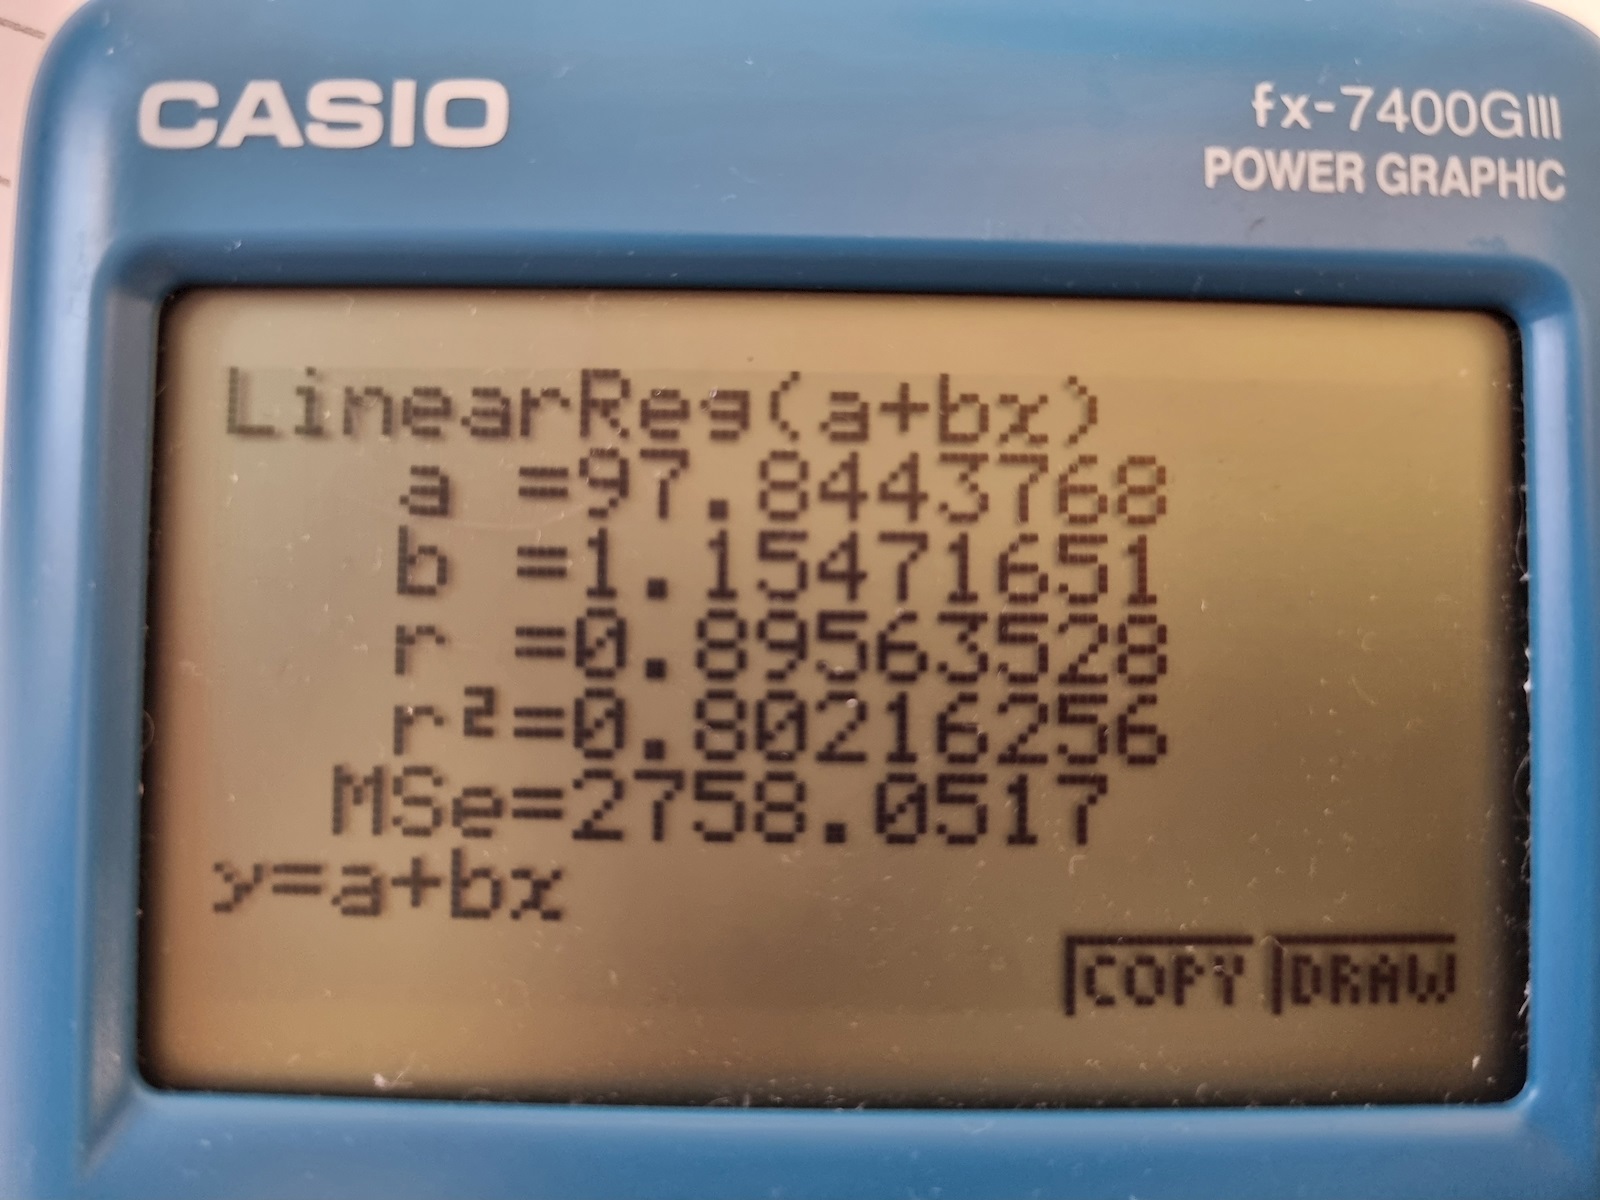 CASIO
fx-7400GIII
POWER GRAPHIC
LinearReg(a+bx)
a =97.8443768
b =1.15471651
r =0.89563528
r²=0.80216256
MSe=2758.0517
y=a+bx
COPY DRAW